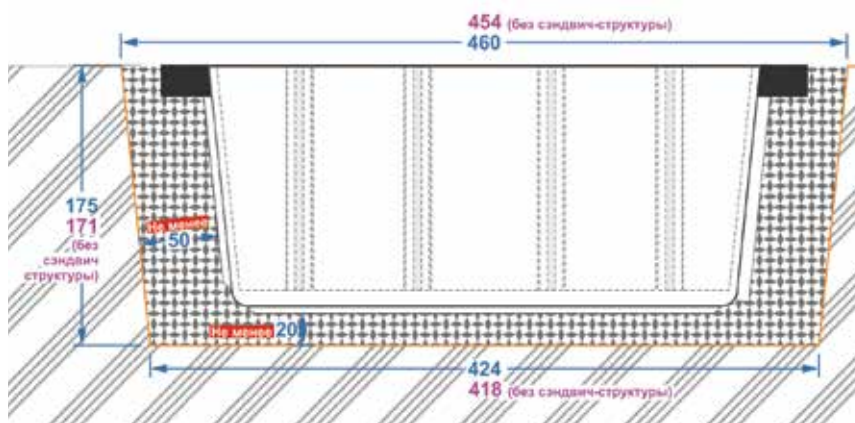 454 (без сэндвич-структуры)
460
175
171
(без
сэндвич
структуры)
Не менее
50
Не менее 20
424
418 (без сэндвич-структуры)